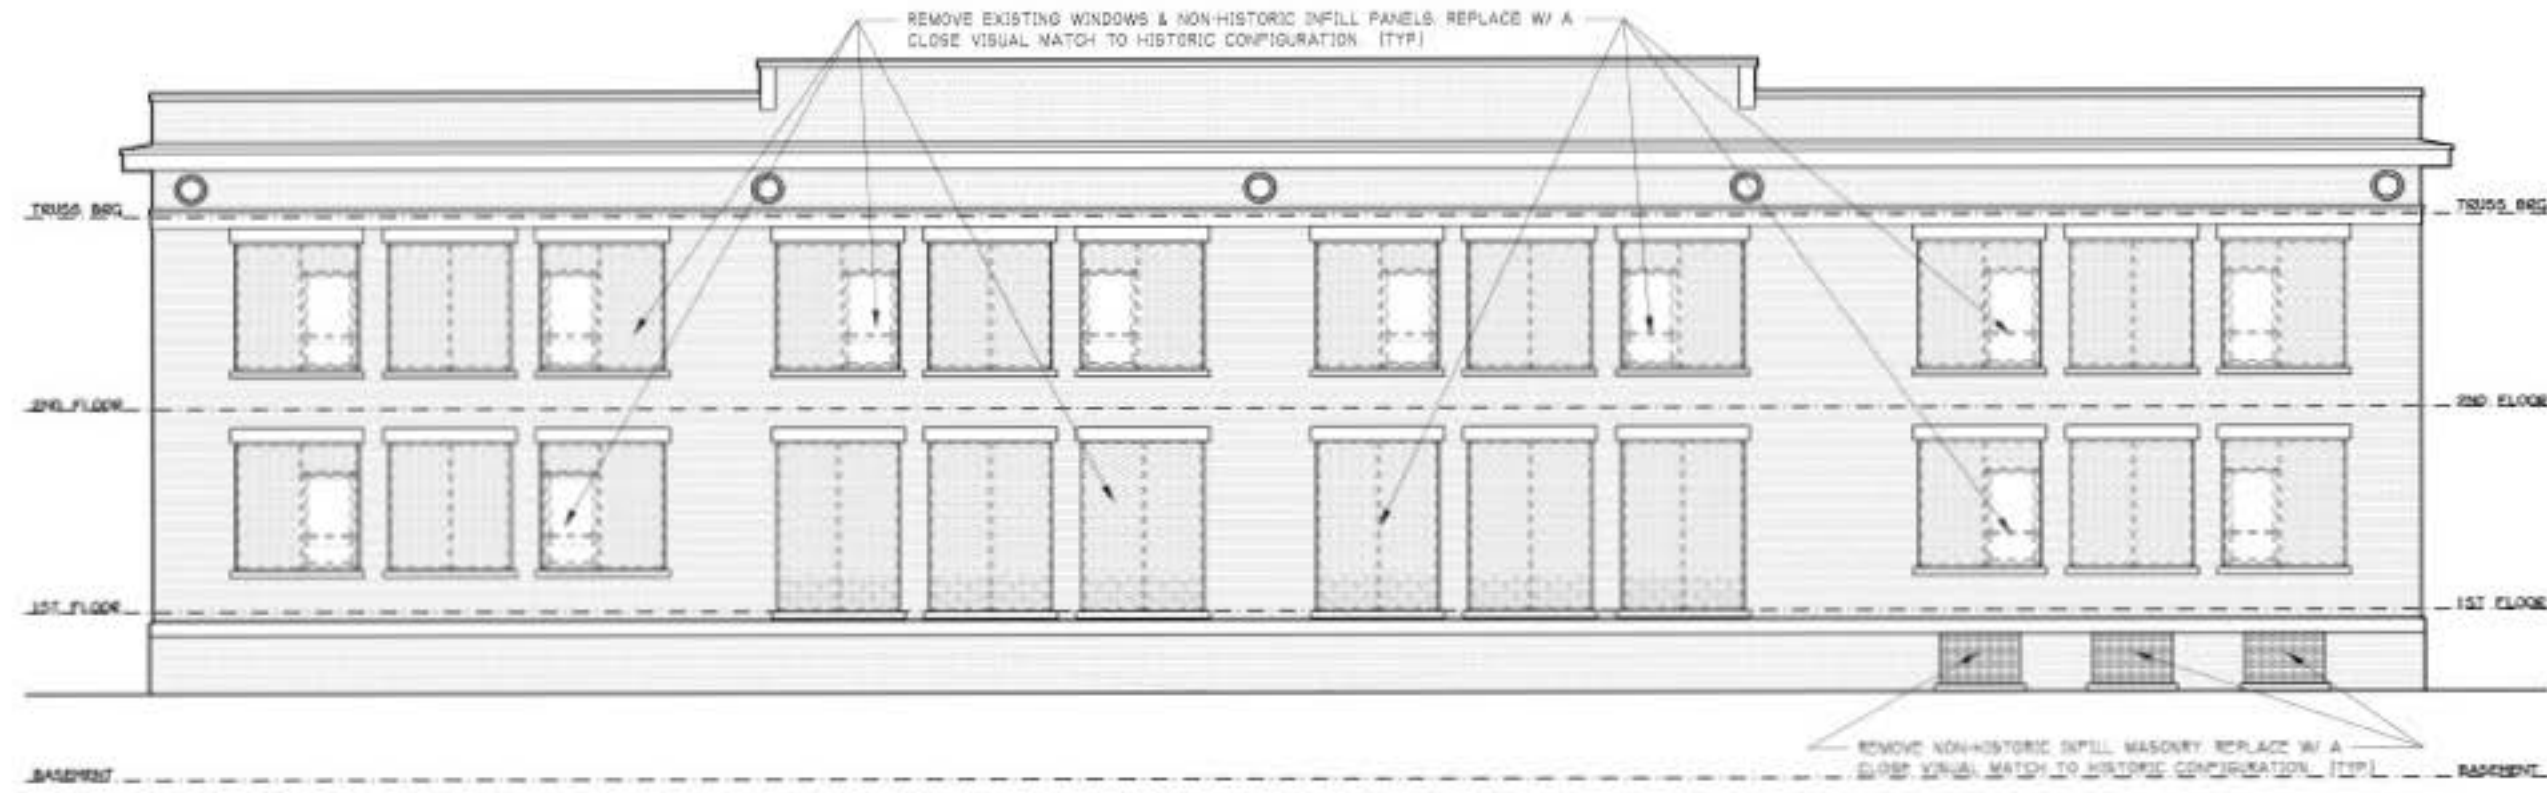 REMOVE EXISTING WINDOWS & NON-HISTORIC INFILL PANELS. REPLACE W/ A
CLOSE VISUAL MATCH TO HISTORIC CONFIGURATION. (TYP.)
TRUSS BRG
TRUSS BRG
2ND FLOOR
2ND FLOOR
1ST FLOOR
1ST FLOOR
REMOVE NON-HISTORIC INFILL MASONRY. REPLACE W/ A
CLOSE VISUAL MATCH TO HISTORIC CONFIGURATION. (TYP.)
BASEMENT
BASEMENT